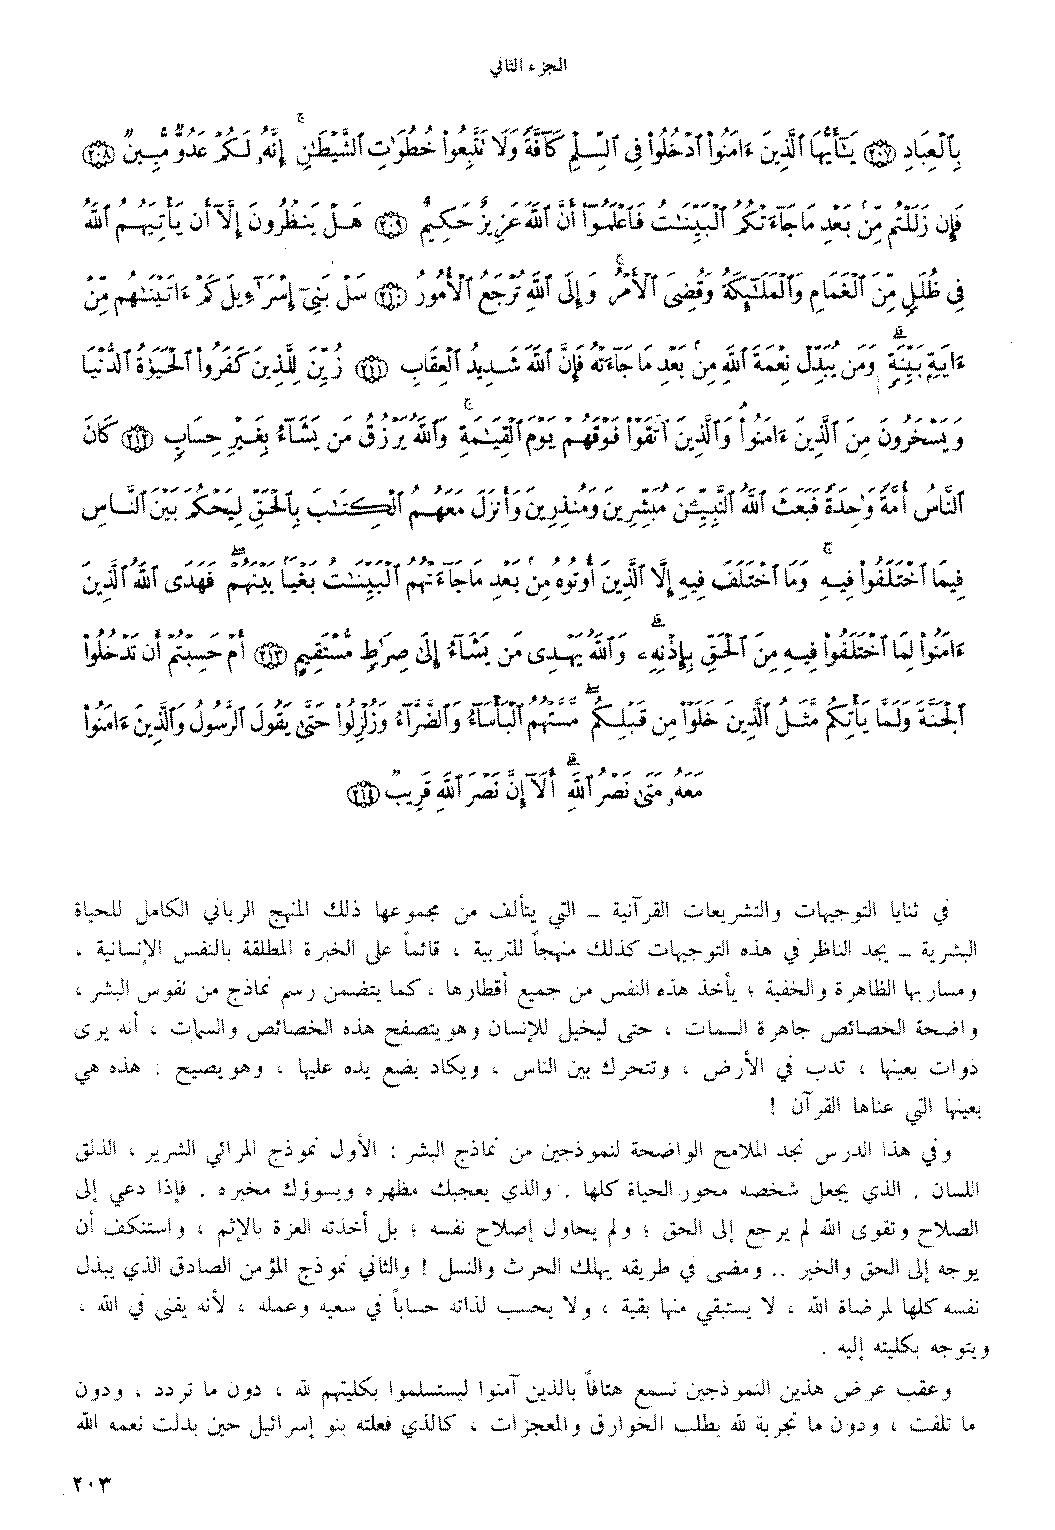 الجزء الثاني
بِٱلْعِبَادِ ﴿٢٠٧﴾ يَـٰٓأَيُّهَا ٱلَّذِينَ ءَامَنُوا۟ ٱدْخُلُوا۟ فِى ٱلسِّلْمِ كَآفَّةً وَلَا تَتَّبِعُوا۟ خُطُوَٰتِ ٱلشَّيْطَـٰنِ ۚ إِنَّهُۥ لَكُمْ عَدُوٌّ مُّبِينٌ ﴿٢٠٨﴾
فَإِن زَلَلْتُم مِّنۢ بَعْدِ مَا جَآءَتْكُمُ ٱلْبَيِّنَـٰتُ فَٱعْلَمُوٓا۟ أَنَّ ٱللَّهَ عَزِيزٌ حَكِيمٌ ﴿٢٠٩﴾ هَلْ يَنظُرُونَ إِلَّآ أَن يَأْتِيَهُمُ ٱللَّهُ
فِى ظُلَلٍ مِّنَ ٱلْغَمَامِ وَٱلْمَلَـٰٓئِكَةُ وَقُضِىَ ٱلْأَمْرُ ۚ وَإِلَى ٱللَّهِ تُرْجَعُ ٱلْأُمُورُ ﴿٢١٠﴾ سَلْ بَنِىٓ إِسْرَٰٓءِيلَ كَمْ ءَاتَيْنَـٰهُم مِّنْ
ءَايَةٍۭ بَيِّنَةٍ ۗ وَمَن يُبَدِّلْ نِعْمَةَ ٱللَّهِ مِنۢ بَعْدِ مَا جَآءَتْهُ فَإِنَّ ٱللَّهَ شَدِيدُ ٱلْعِقَابِ ﴿٢١١﴾ زُيِّنَ لِلَّذِينَ كَفَرُوا۟ ٱلْحَيَوٰةُ ٱلدُّنْيَا
وَيَسْخَرُونَ مِنَ ٱلَّذِينَ ءَامَنُوا۟ ۘ وَٱلَّذِينَ ٱتَّقَوْا۟ فَوْقَهُمْ يَوْمَ ٱلْقِيَـٰمَةِ ۗ وَٱللَّهُ يَرْزُقُ مَن يَشَآءُ بِغَيْرِ حِسَابٍ ﴿٢١٢﴾ كَانَ
ٱلنَّاسُ أُمَّةً وَٰحِدَةً فَبَعَثَ ٱللَّهُ ٱلنَّبِيِّـۧنَ مُبَشِّرِينَ وَمُنذِرِينَ وَأَنزَلَ مَعَهُمُ ٱلْكِتَـٰبَ بِٱلْحَقِّ لِيَحْكُمَ بَيْنَ ٱلنَّاسِ
فِيمَا ٱخْتَلَفُوا۟ فِيهِ ۚ وَمَا ٱخْتَلَفَ فِيهِ إِلَّا ٱلَّذِينَ أُوتُوهُ مِنۢ بَعْدِ مَا جَآءَتْهُمُ ٱلْبَيِّنَـٰتُ بَغْيًۢا بَيْنَهُمْ ۖ فَهَدَى ٱللَّهُ ٱلَّذِينَ
ءَامَنُوا۟ لِمَا ٱخْتَلَفُوا۟ فِيهِ مِنَ ٱلْحَقِّ بِإِذْنِهِۦ ۗ وَٱللَّهُ يَهْدِى مَن يَشَآءُ إِلَىٰ صِرَٰطٍ مُّسْتَقِيمٍ ﴿٢١٣﴾ أَمْ حَسِبْتُمْ أَن تَدْخُلُوا۟
ٱلْجَنَّةَ وَلَمَّا يَأْتِكُم مَّثَلُ ٱلَّذِينَ خَلَوْا۟ مِن قَبْلِكُم ۖ مَّسَّتْهُمُ ٱلْبَأْسَآءُ وَٱلضَّرَّآءُ وَزُلْزِلُوا۟ حَتَّىٰ يَقُولَ ٱلرَّسُولُ وَٱلَّذِينَ ءَامَنُوا۟
مَعَهُۥ مَتَىٰ نَصْرُ ٱللَّهِ ۗ أَلَآ إِنَّ نَصْرَ ٱللَّهِ قَرِيبٌ ﴿٢١٤﴾
في ثنايا التوجيهات والتشريعات القرآنية – التي يتألف من مجموعها ذلك المنهج الرباني الكامل للحياة
البشرية – يجد الناظر في هذه التوجيهات كذلك منهجاً للتربية ، قائماً على الخبرة المطلقة بالنفس الإنسانية ،
ومساربها الظاهرة والخفية ؛ يأخذ هذه النفس من جميع أقطارها ، كما يتضمن رسم نماذج من نفوس البشر ،
واضحة الخصائص جاهرة السمات ، حتى ليخيل للإنسان وهو يتصفح هذه الخصائص والسمات ، أنه يرى
ذوات بعينها ، تدب في الأرض ، وتتحرك بين الناس ، ويكاد يضع يده عليها ، وهو يصيح : هذه هي
بعينها التي عناها القرآن !
وفي هذا الدرس نجد الملامح الواضحة لنموذجين من نماذج البشر : الأول نموذج المرائي الشرير ، الذلق
اللسان . الذي يجعل شخصه محور الحياة كلها . والذي يعجبك مظهره ويسوؤك مخبره . فإذا دعي إلى
الصلاح وتقوى الله لم يرجع إلى الحق ؛ ولم يحاول إصلاح نفسه ؛ بل أخذته العزة بالإثم ، واستنكف أن
يوجه إلى الحق والخير .. ومضى في طريقه يهلك الحرث والنسل ! والثاني نموذج المؤمن الصادق الذي يبذل
نفسه كلها لمرضاة الله ، لا يستبقي منها بقية ، ولا يحسب لذاته حساباً في سعيه وعمله ، لأنه يفنى في الله ،
ويتوجه بكليته إليه .
وعقب عرض هذين النموذجين نسمع هتافاً بالذين آمنوا ليستسلموا بكليتهم لله ، دون ما تردد ، ودون
ما تلفت ، ودون ما تجربة لله بطلب الخوارق والمعجزات ، كالذي فعلته بنو إسرائيل حين بدلت نعمة الله
٢٠٣